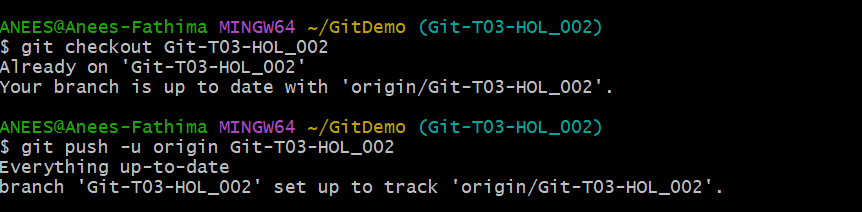 ANEES@Anees-Fathima MINGW64 ~/GitDemo (Git-T03-HOL_002)
$ git checkout Git-T03-HOL_002
Already on 'Git-T03-HOL_002'
Your branch is up to date with 'origin/Git-T03-HOL_002'.
ANEES@Anees-Fathima MINGW64 ~/GitDemo (Git-T03-HOL_002)
$ git push -u origin Git-T03-HOL_002
Everything up-to-date
branch 'Git-T03-HOL_002' set up to track 'origin/Git-T03-HOL_002'.